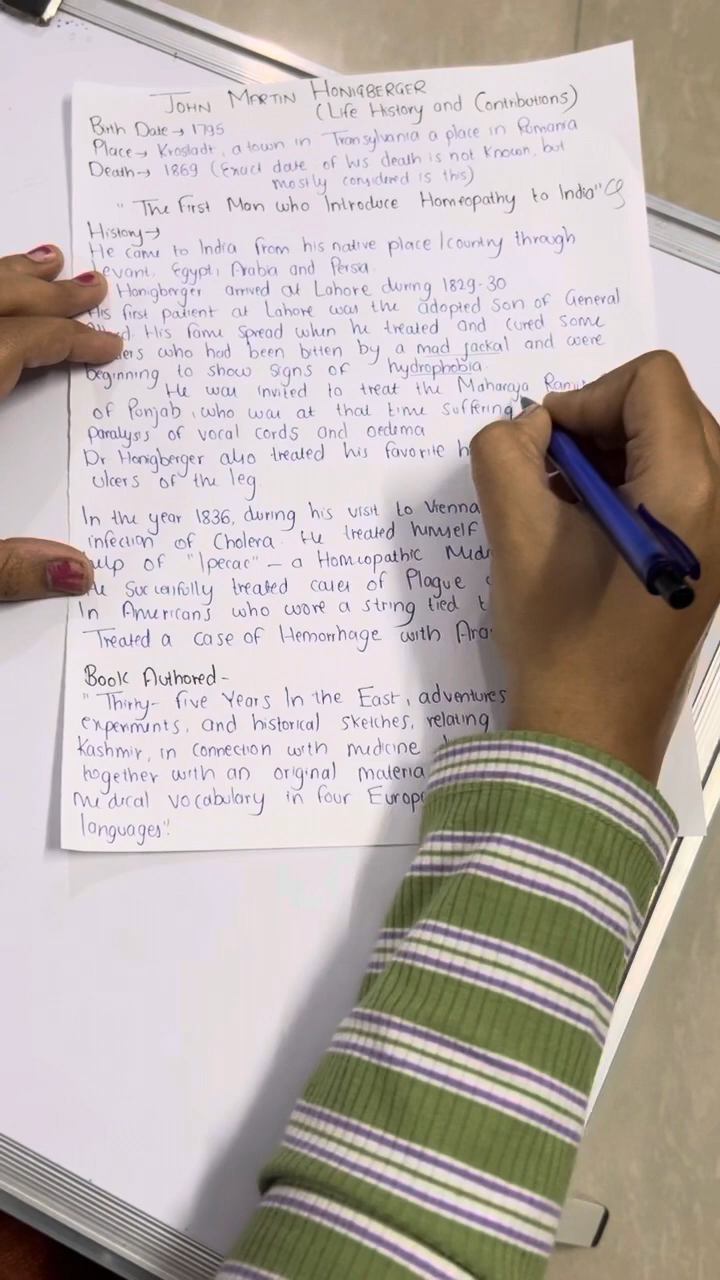 JOHN MARTIN HONIGBERGER
(Life History and Contributions)
Birth Date → 1795
Place → Krostadt, a town in Transylvania a place in Romania
Death → 1869 (Exact date of his death is not known, but
mostly considered is this)
"The First Man who Introduce Homeopathy to India"
History →
He came to India from his native place/country through
Levant, Egypt, Arabia and Persia.
Honigberger arrived at Lahore during 1829-30
His first patient at Lahore was the adopted son of General
His fame spread when he treated and cured some
who had been bitten by a mad jackal and were
beginning to show signs of hydrophobia.
He was invited to treat the Maharaja
of Punjab, who was at that time suffering
paralysis of vocal cords and oedema
Dr Honigberger also treated his favorite
ulcers of the leg.
In the year 1836, during his visit to Vienna
infection of Cholera. He treated himself
help of "Ipecac" – a Homeopathic
He Successfully treated cases of Plague
In Americans who wore a string tied
Treated a case of Hemorrhage with
Book Authored -
"Thirty-five Years In the East, adventures
experiments, and historical sketches, relating
Kashmir, in connection with medicine
together with an original
medical vocabulary in four
languages".